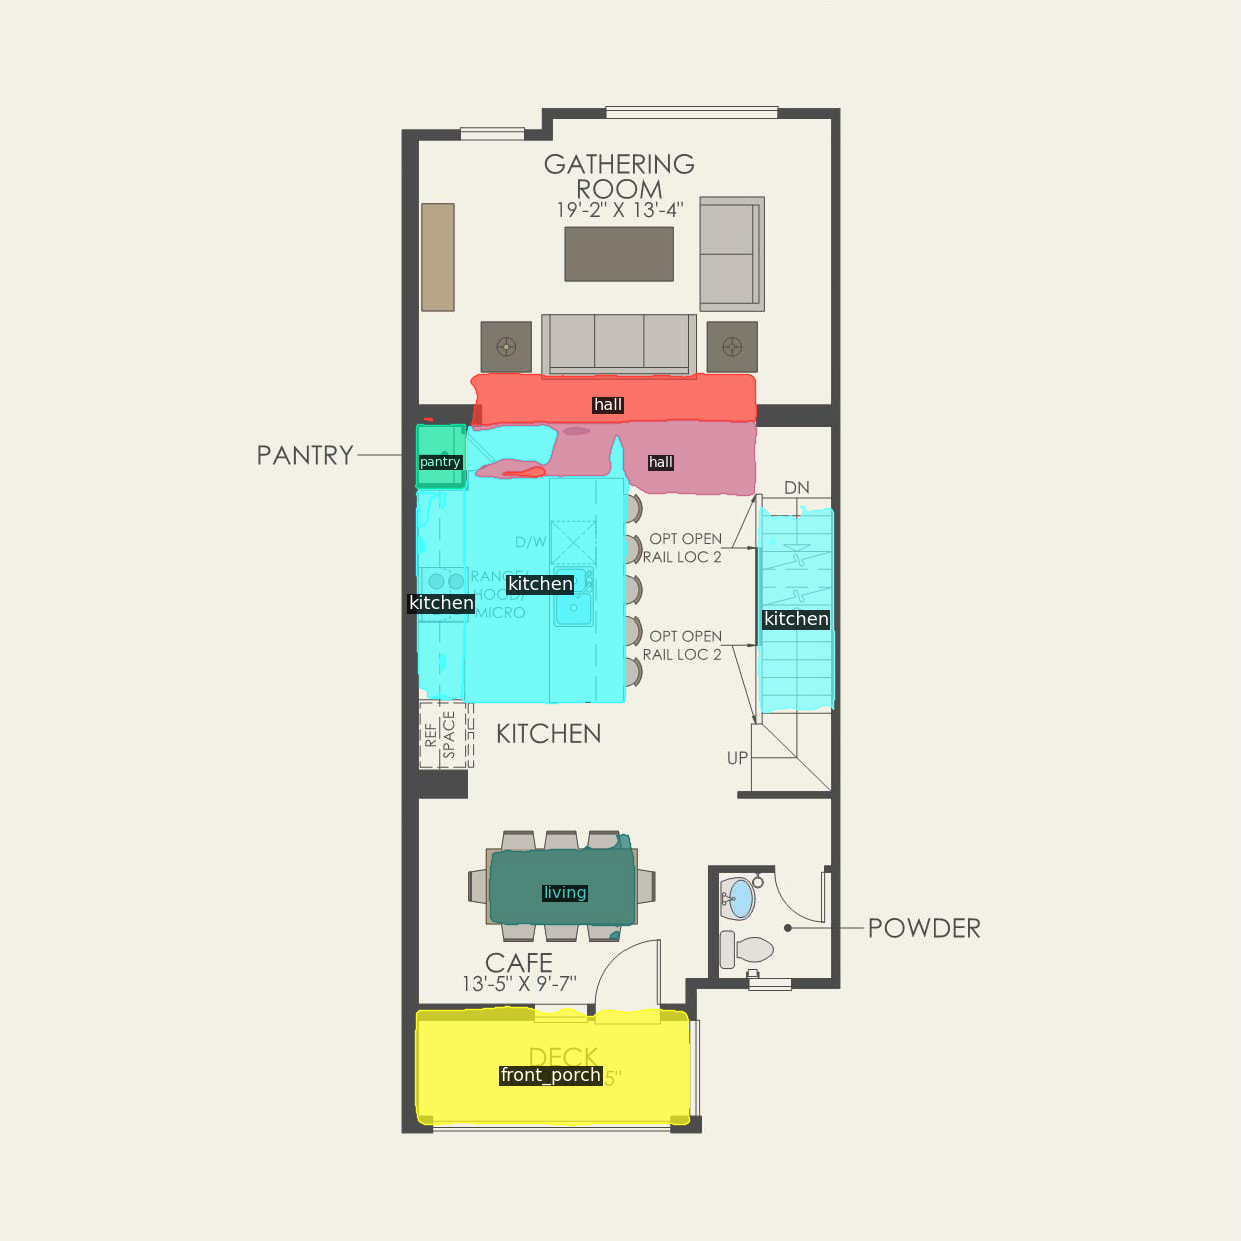 GATHERING
ROOM
19'-2" X 13'-4"
hall
PANTRY
pantry
hall
DN
D/W
OPT OPEN
RAIL LOC 2
RANGE/
HOOD/
MICRO
kitchen
kitchen
kitchen
OPT OPEN
RAIL LOC 2
REF
SPACE
KITCHEN
UP
living
POWDER
CAFE
13'-5" X 9'-7"
DECK
front_porch